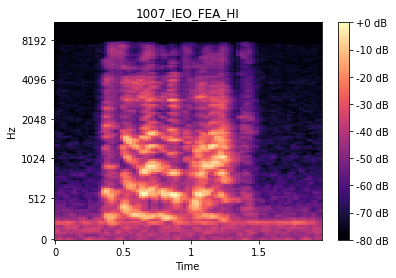 1007_IEO_FEA_HI
Hz
8192
4096
2048
1024
512
0
0
0.5
1
1.5
Time
+0 dB
-10 dB
-20 dB
-30 dB
-40 dB
-50 dB
-60 dB
-70 dB
-80 dB